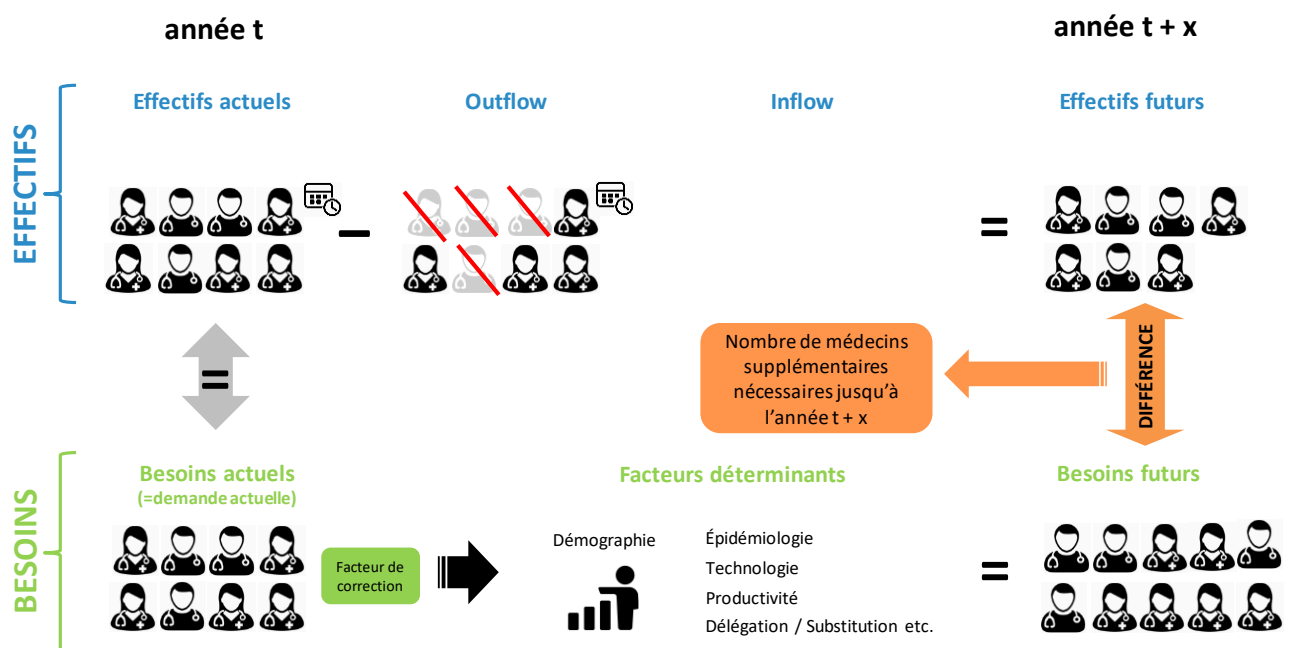 année t
année t + x
EFFECTIFS
Effectifs actuels
Outflow
Inflow
Effectifs futurs
–
=
=
Nombre de médecins
supplémentaires
nécessaires jusqu'à
l'année t + x
DIFFÉRENCE
BESOINS
Besoins actuels
(=demande actuelle)
Facteurs déterminants
Besoins futurs
Facteur de
correction
Démographie
Épidémiologie
Technologie
Productivité
Délégation / Substitution etc.
=